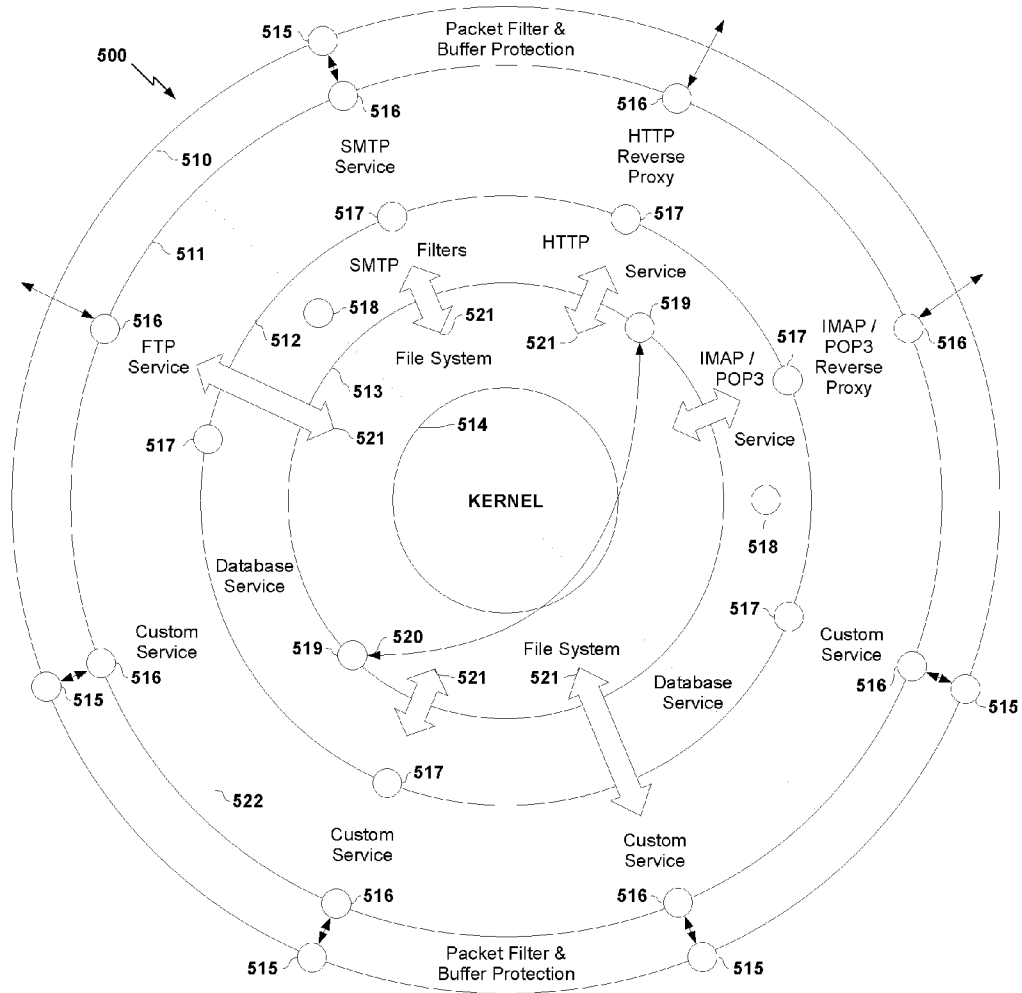 515
Packet Filter &
Buffer Protection
500
516
516
SMTP
Service
HTTP
Reverse
Proxy
510
517
517
511
Filters
SMTP
HTTP
Service
518
519
516
FTP
Service
512
521
521
517
IMAP /
POP3
Reverse
Proxy
516
File System
513
IMAP /
POP3
514
517
521
Service
KERNEL
518
Database
Service
517
Custom
Service
516
515
519
520
521
File System
521
Database
Service
Custom
Service
516
515
517
522
Custom
Service
Custom
Service
516
516
515
Packet Filter &
Buffer Protection
515